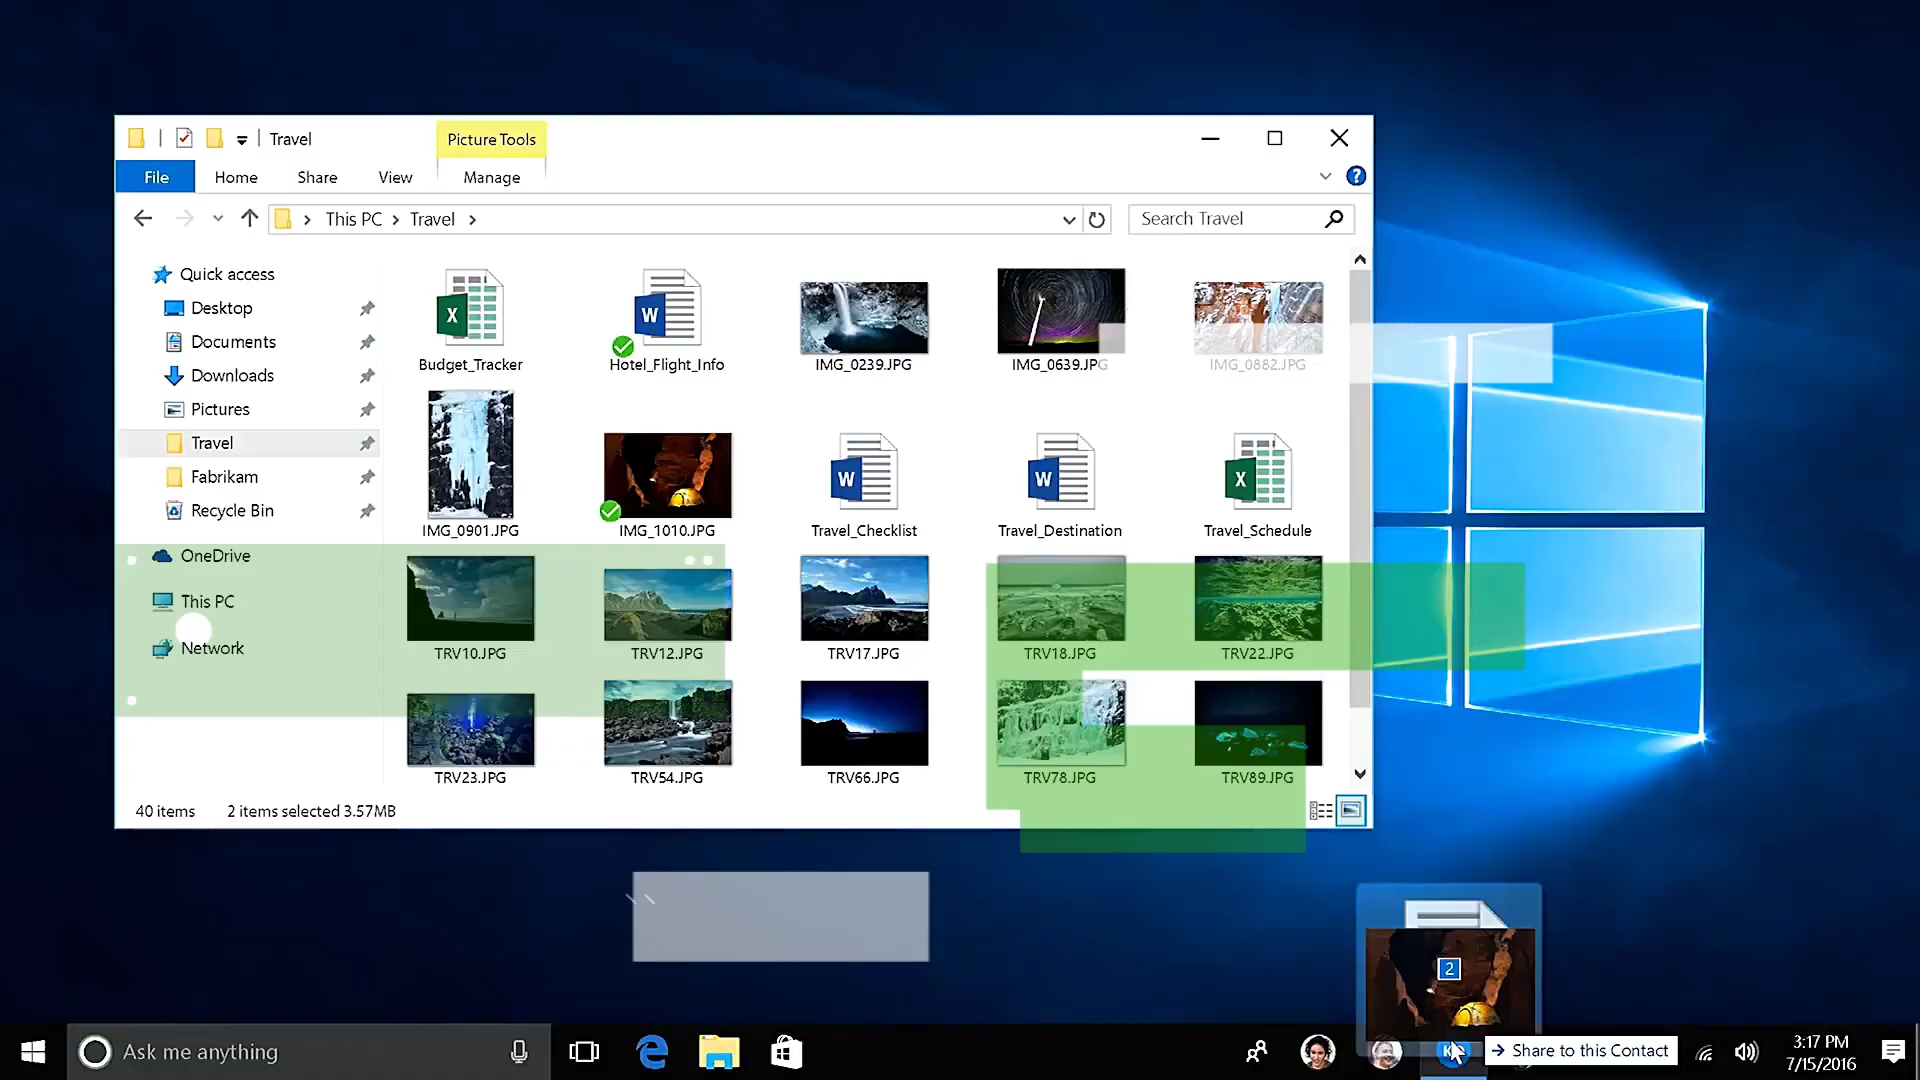 Travel
Picture Tools
File
Home
Share
View
Manage
This PC
Travel
Search Travel
Quick access
Desktop
Documents
Downloads
Pictures
Travel
Fabrikam
Recycle Bin
OneDrive
This PC
Network
Budget_Tracker
Hotel_Flight_Info
IMG_0239.JPG
IMG_0639.JPG
IMG_0882.JPG
IMG_0901.JPG
IMG_1010.JPG
Travel_Checklist
Travel_Destination
Travel_Schedule
TRV10.JPG
TRV12.JPG
TRV17.JPG
TRV18.JPG
TRV22.JPG
TRV23.JPG
TRV54.JPG
TRV66.JPG
TRV78.JPG
TRV89.JPG
40 items
2 items selected 3.57MB
2
Ask me anything
Share to this Contact
3:17 PM
7/15/2016